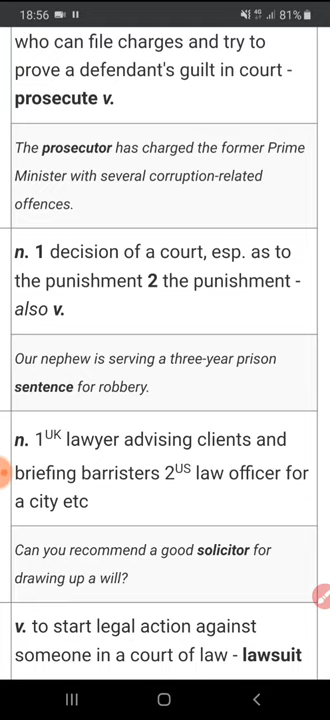 18:56 4G 81%
who can file charges and try to
prove a defendant's guilt in court -
prosecute v.
The prosecutor has charged the former Prime
Minister with several corruption-related
offences.
n. 1 decision of a court, esp. as to
the punishment 2 the punishment -
also v.
Our nephew is serving a three-year prison
sentence for robbery.
n. 1UK lawyer advising clients and
briefing barristers 2US law officer for
a city etc
Can you recommend a good solicitor for
drawing up a will?
v. to start legal action against
someone in a court of law - lawsuit